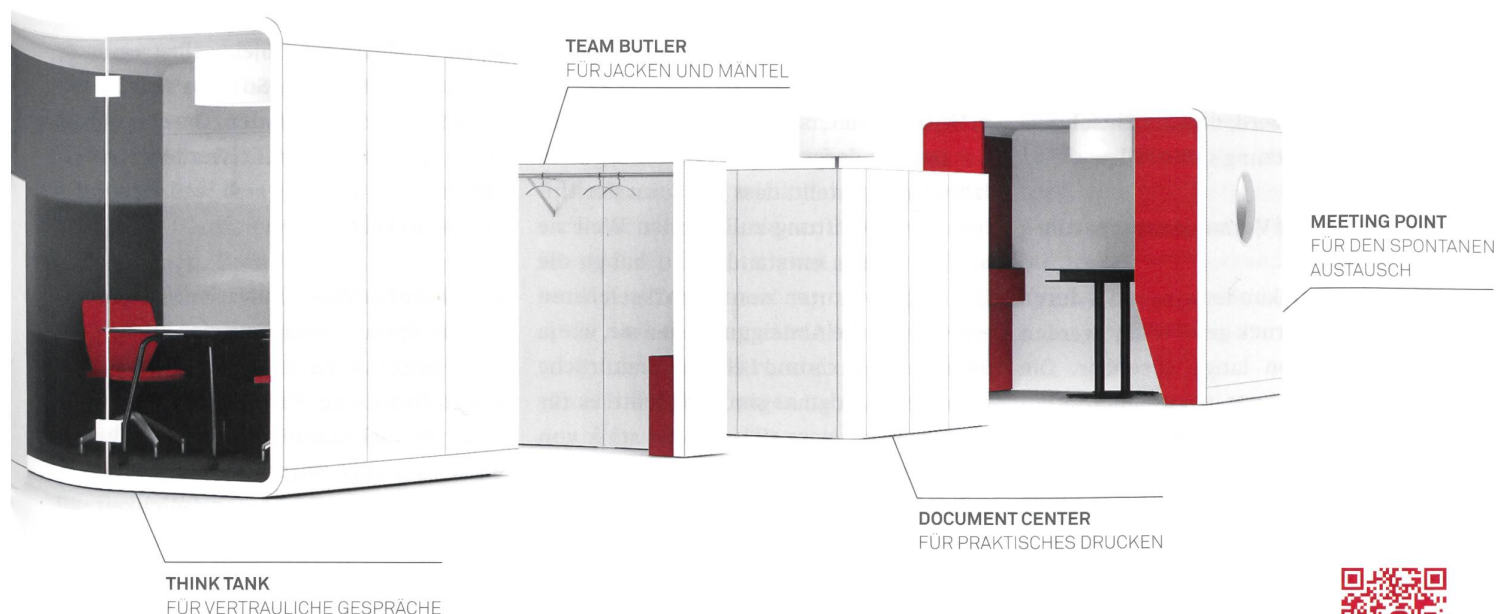 TEAM BUTLER
FÜR JACKEN UND MÄNTEL
MEETING POINT
FÜR DEN SPONTANEN
AUSTAUSCH
DOCUMENT CENTER
FÜR PRAKTISCHES DRUCKEN
THINK TANK
FÜR VERTRAULICHE GESPRÄCHE